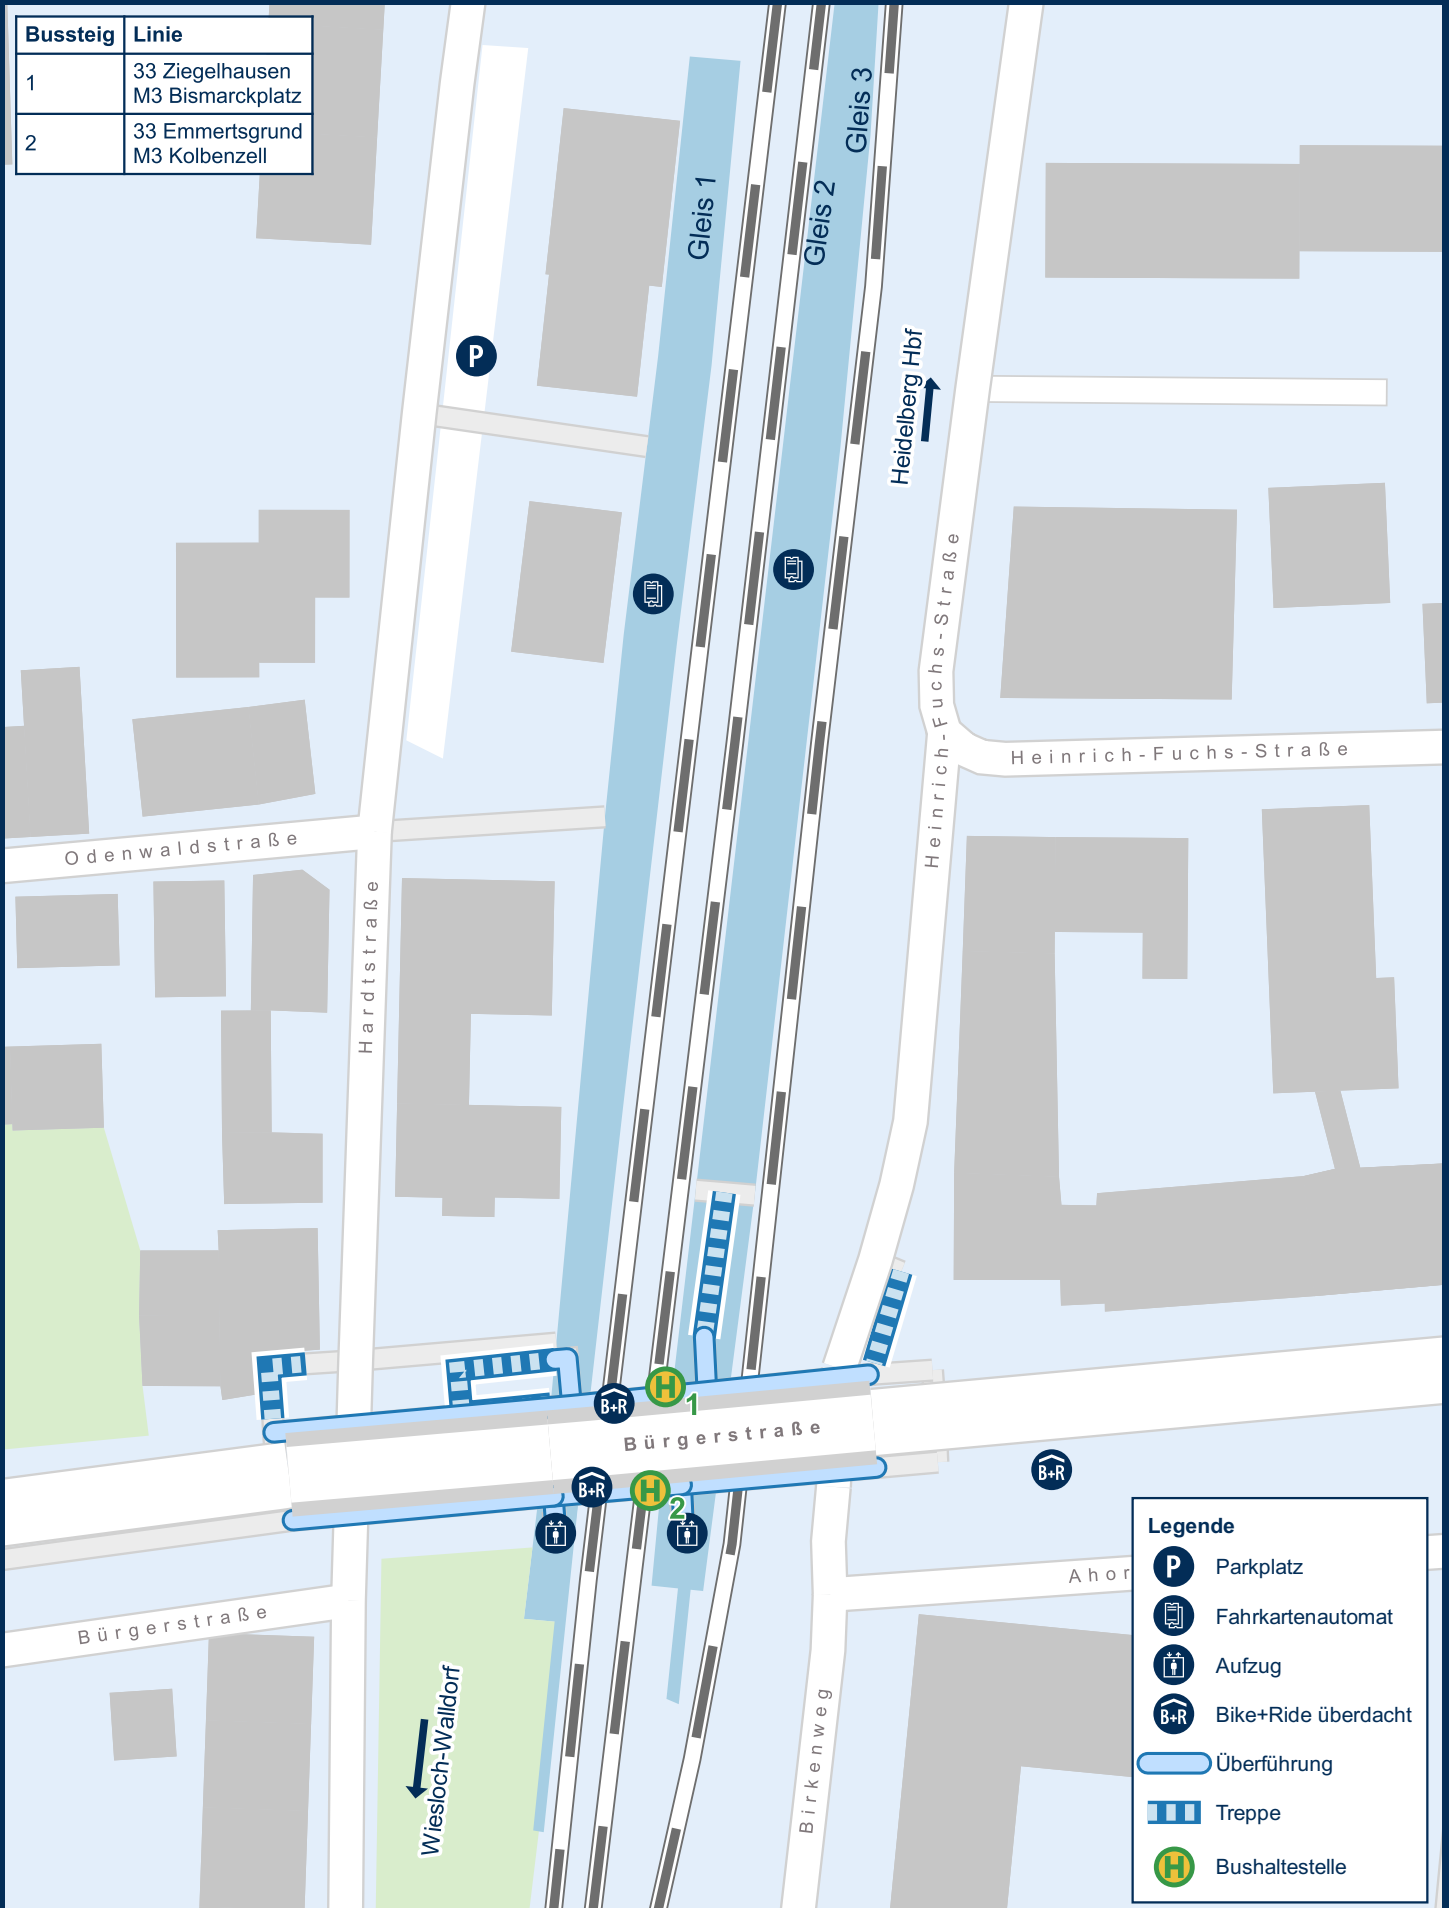 Bussteig Linie
1
33 Ziegelhausen
M3 Bismarckplatz
2
33 Emmertsgrund
M3 Kolbenzell
Gleis 1
Gleis 2
Gleis 3
P
Heidelberg Hbf
Heinrich-Fuchs-Straße
Heinrich-Fuchs-Straße
Odenwaldstraße
Hardtstraße
H 1
B+R
Bürgerstraße
B+R
H 2
B+R
Bürgerstraße
Ahor
Wiesloch-Walldorf
Birkenweg
Legende
P Parkplatz
Fahrkartenautomat
Aufzug
B+R Bike+Ride überdacht
Überführung
Treppe
H Bushaltestelle